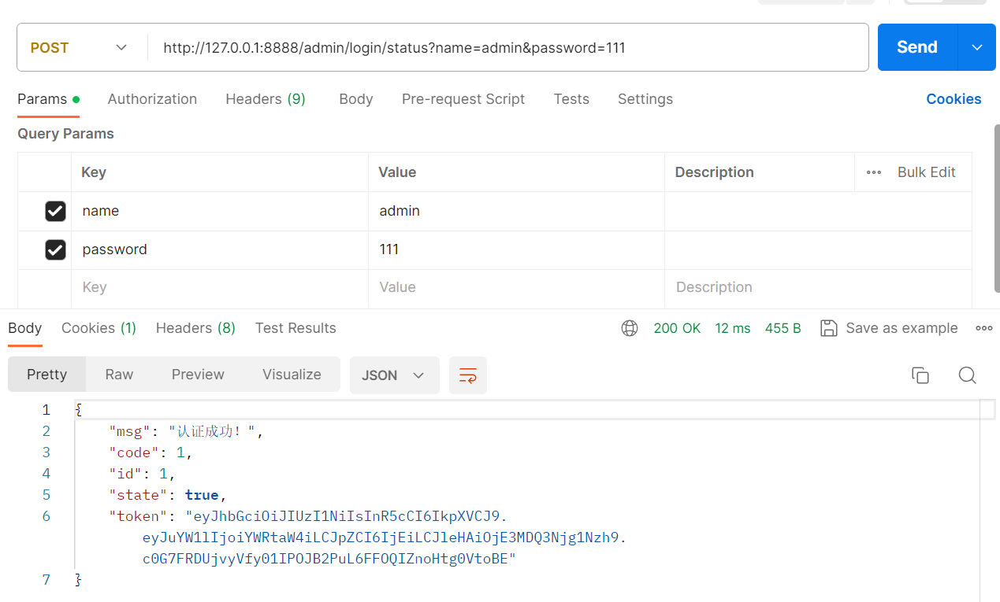 POST http://127.0.0.1:8888/admin/login/status?name=admin&password=111 Send
Params Authorization Headers (9) Body Pre-request Script Tests Settings Cookies
Query Params
Key Value Description Bulk Edit
name admin
password 111
Key Value Description
Body Cookies (1) Headers (8) Test Results 200 OK 12 ms 455 B Save as example
Pretty Raw Preview Visualize JSON
1 {
2 "msg": "认证成功！",
3 "code": 1,
4 "id": 1,
5 "state": true,
6 "token": "eyJhbGciOiJIUzI1NiIsInR5cCI6IkpXVCJ9.
eyJuYW1lIjoiYWRtaW4iLCJpZCI6IjEiLCJleHAiOjE3MDQ3Njg1Nzh9.
c0G7FRDUjvyVfy01IPOJB2PuL6FFOQIZnoHtg0VtoBE"
7 }